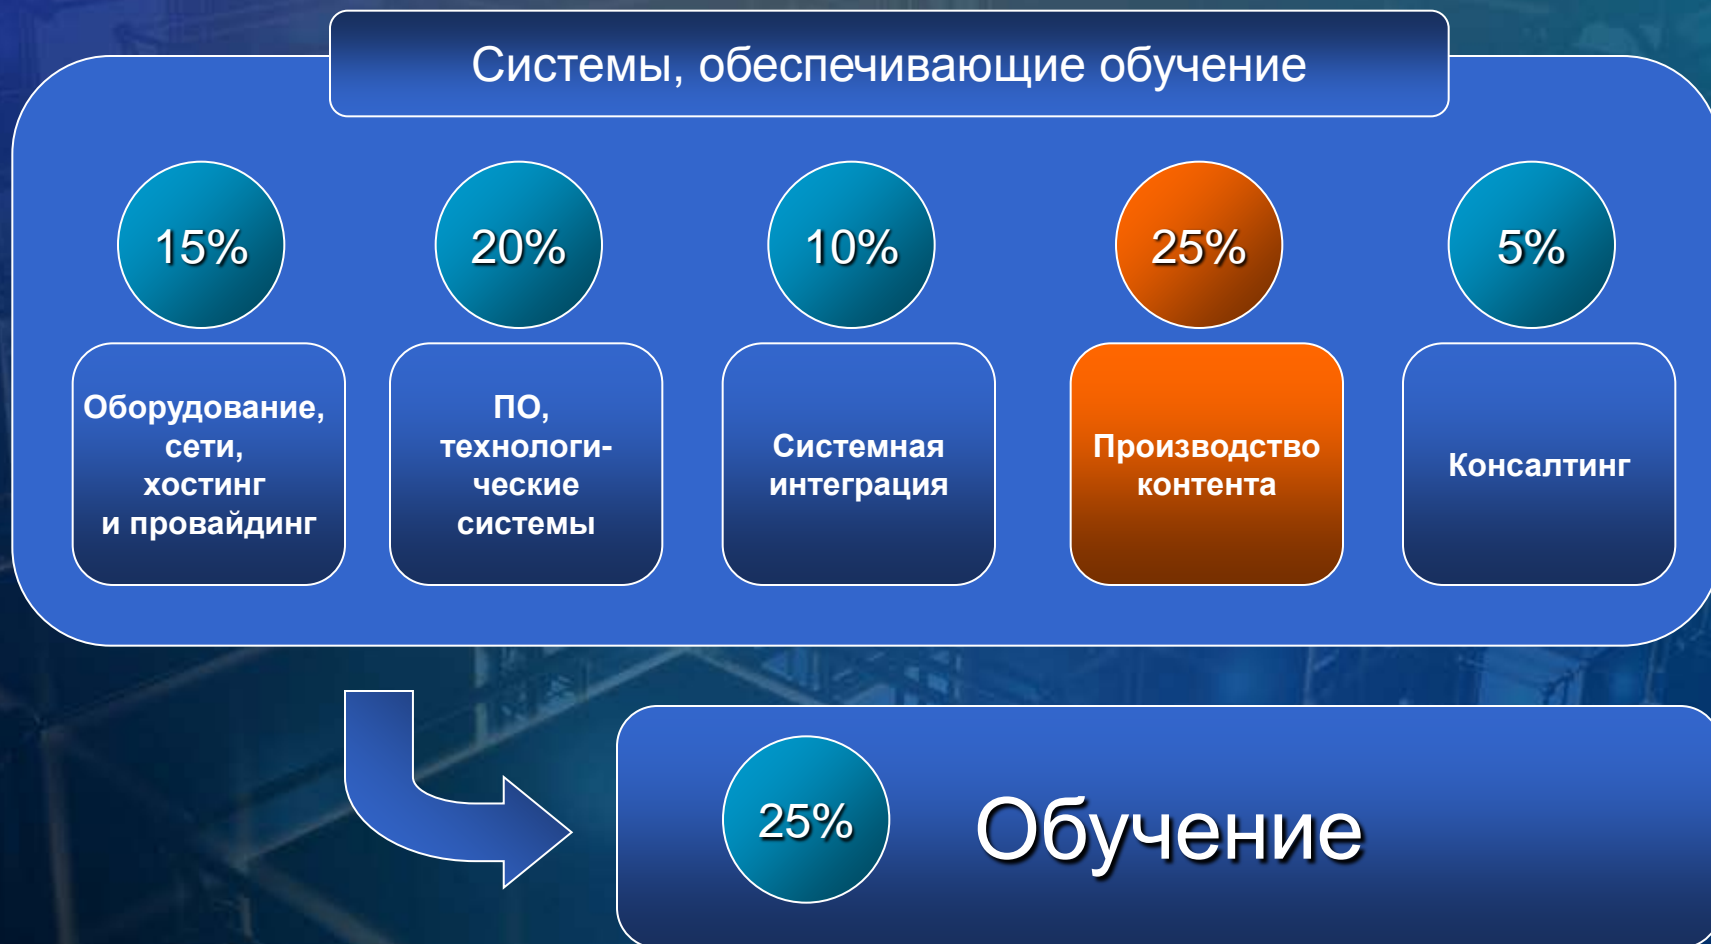 Системы, обеспечивающие обучение
15%
20%
10%
25%
5%
Оборудование,
сети,
хостинг
и провайдинг
ПО,
технологи-
ческие
системы
Системная
интеграция
Производство
контента
Консалтинг
25%
Обучение